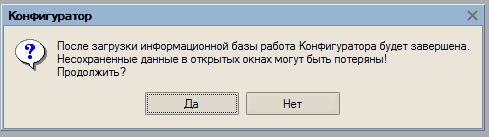 Конфигуратор
После загрузки информационной базы работа Конфигуратора будет завершена.
Несохраненные данные в открытых окнах могут быть потеряны!
Продолжить?
Да Нет